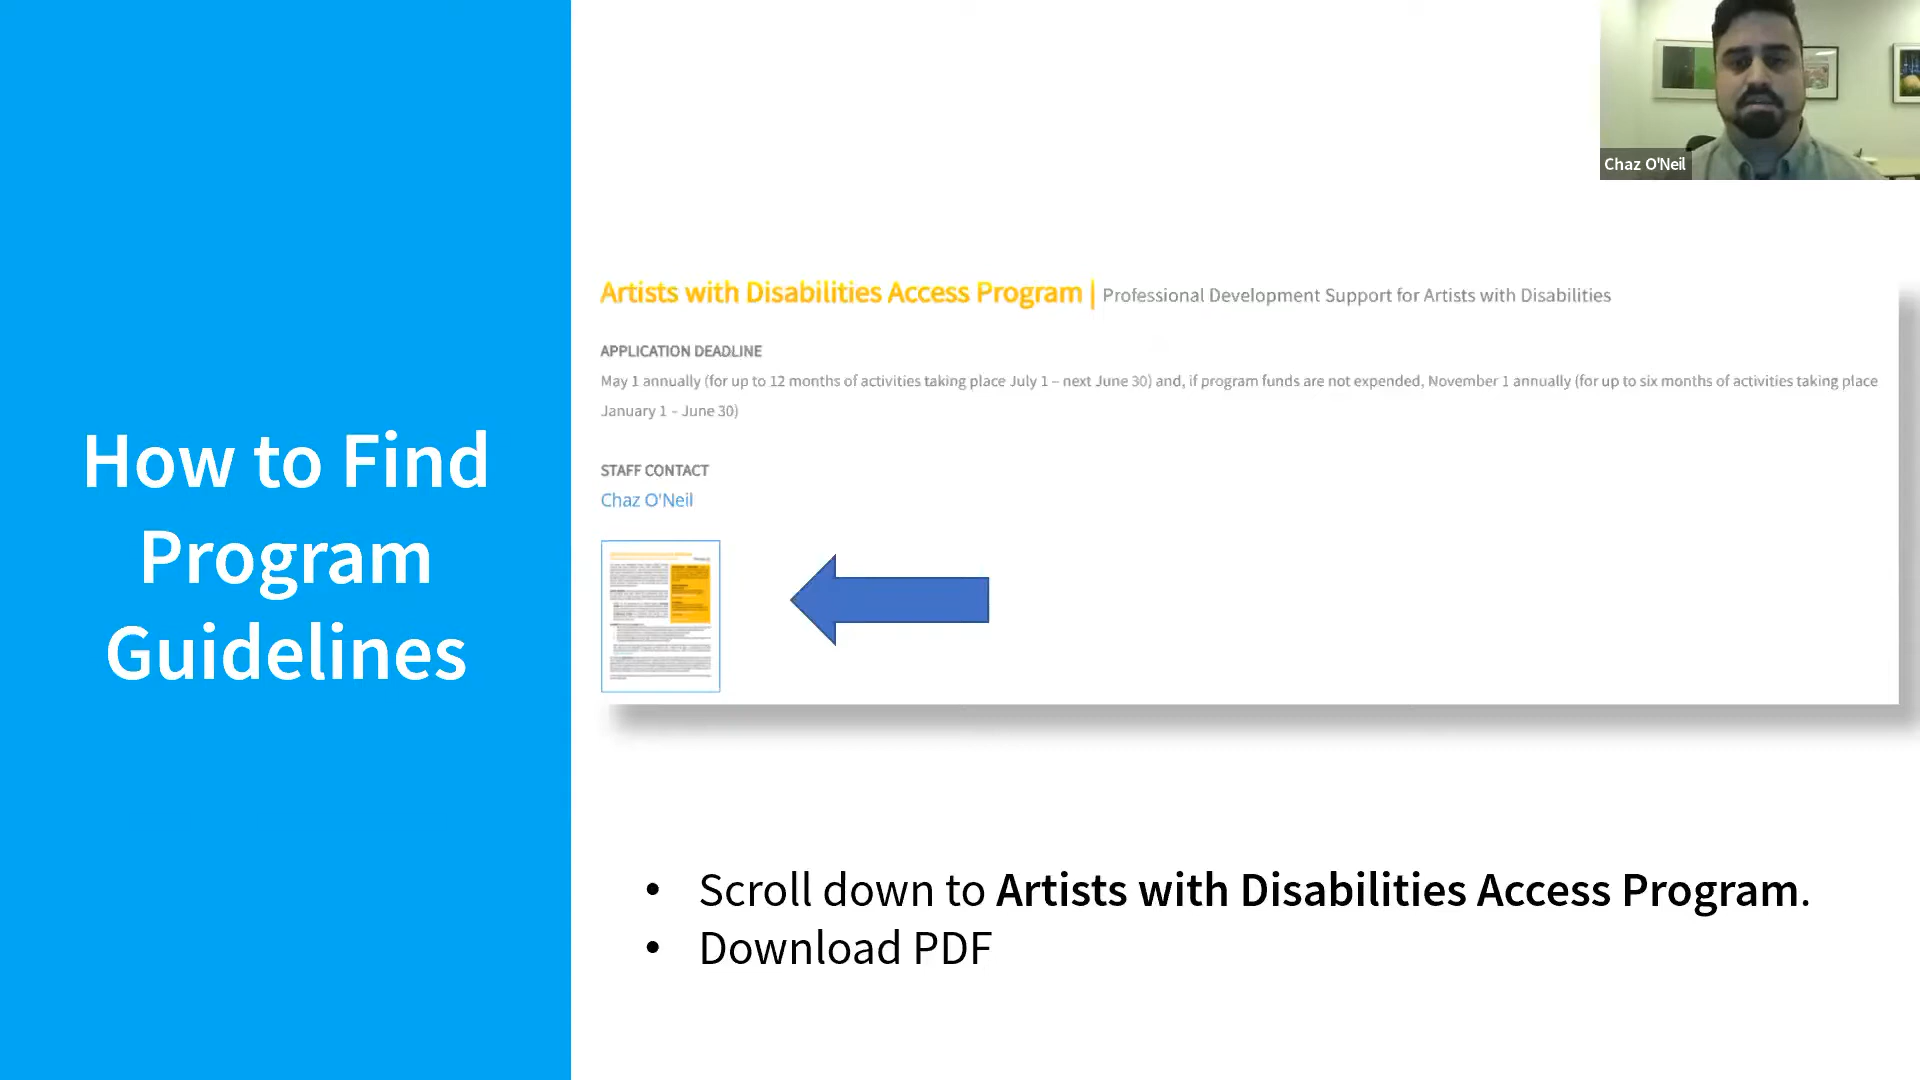 How to Find
Program
Guidelines
Chaz O'Neil
Artists with Disabilities Access Program | Professional Development Support for Artists with Disabilities
APPLICATION DEADLINE
May 1 annually (for up to 12 months of activities taking place July 1 – next June 30) and, if program funds are not expended, November 1 annually (for up to six months of activities taking place
January 1 – June 30)
STAFF CONTACT
Chaz O'Neil
• Scroll down to Artists with Disabilities Access Program.
• Download PDF